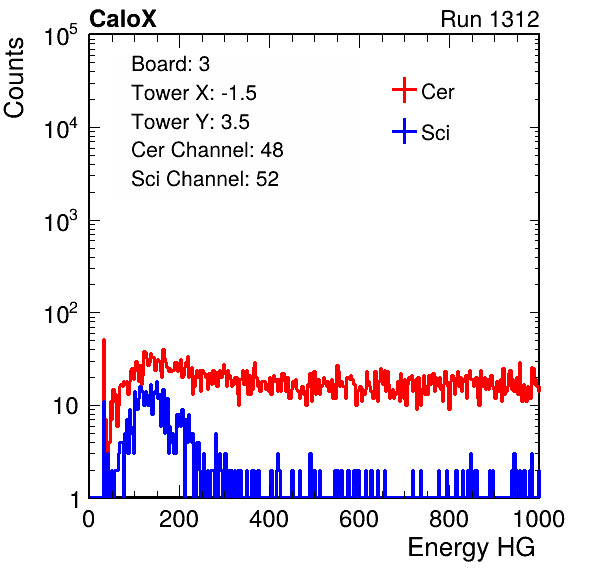 CaloX Run 1312
Counts
Board: 3
Tower X: -1.5
Tower Y: 3.5
Cer Channel: 48
Sci Channel: 52
Cer
Sci
10^5
10^4
10^3
10^2
10
1
0 200 400 600 800 1000
Energy HG